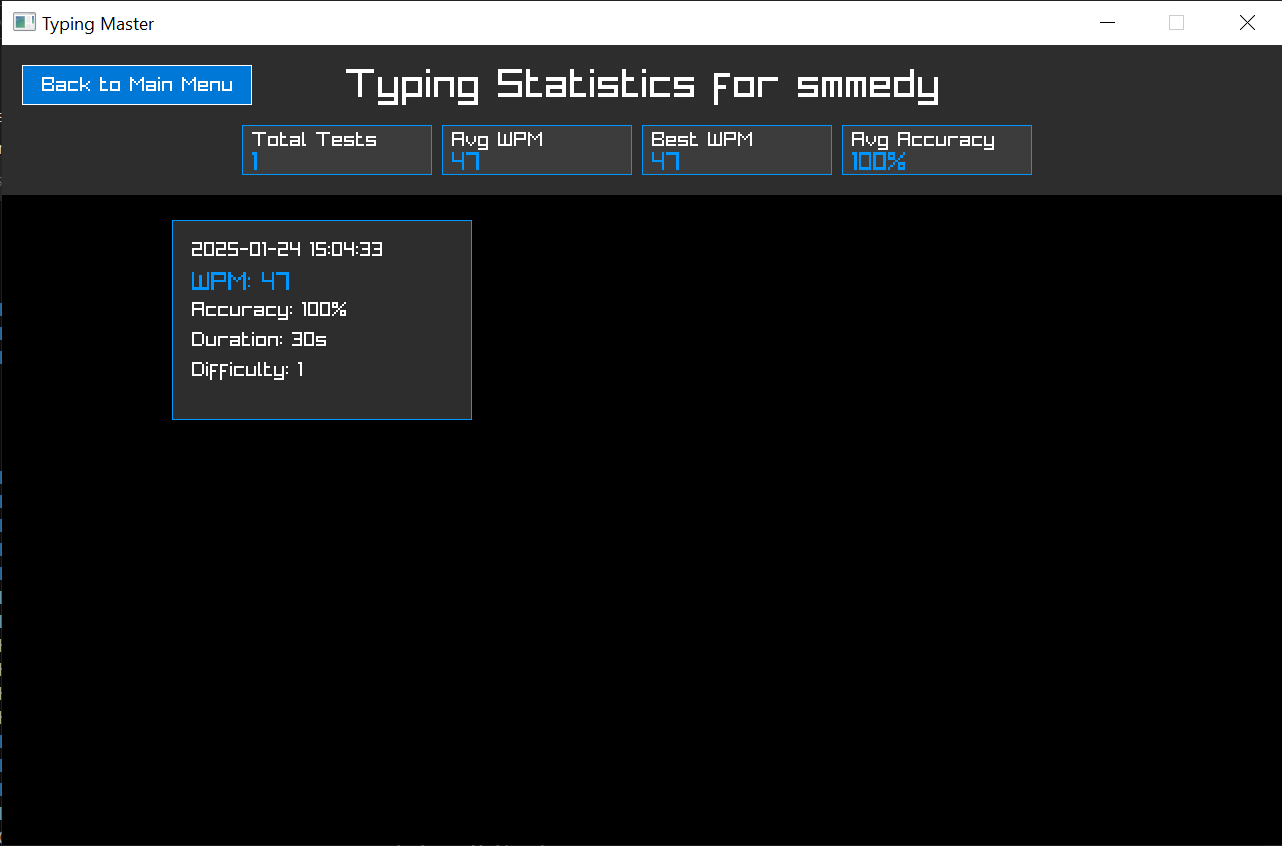 Typing Master
Back to Main Menu
Typing Statistics for smmedy
Total Tests
1
Avg WPM
47
Best WPM
47
Avg Accuracy
100%
2025-01-24 15:04:33
WPM: 47
Accuracy: 100%
Duration: 30s
Difficulty: 1